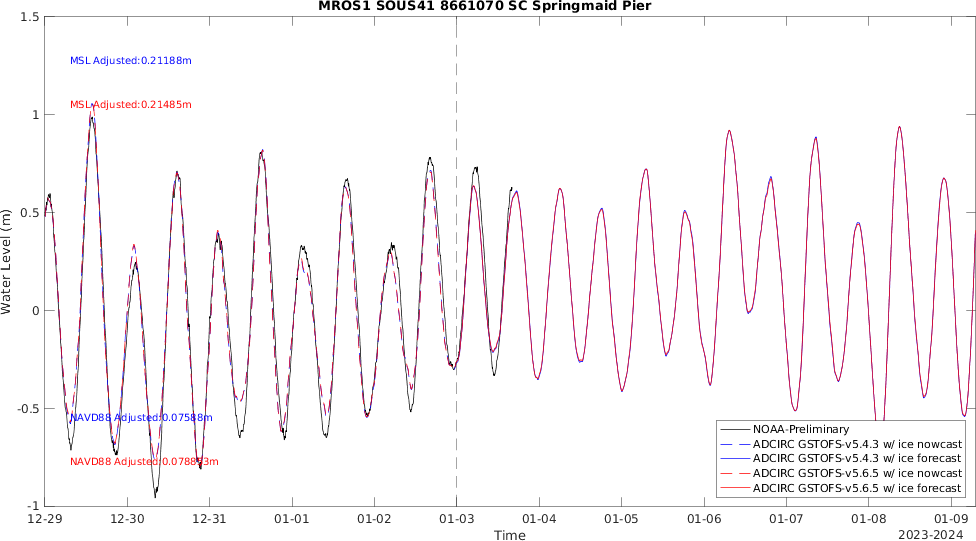 MROS1 SOUS41 8661070 SC Springmaid Pier
1.5
MSL Adjusted:0.21188m
MSL Adjusted:0.21485m
1
0.5
Water Level (m)
0
-0.5
NAVD88 Adjusted:0.07588m
NOAA-Preliminary
ADCIRC GSTOFS-v5.4.3 w/ ice nowcast
ADCIRC GSTOFS-v5.4.3 w/ ice forecast
NAVD88 Adjusted:
ADCIRC GSTOFS-v5.6.5 w/ ice nowcast
ADCIRC GSTOFS-v5.6.5 w/ ice forecast
-1
12-29 12-30 12-31 01-01 01-02 01-03 01-04 01-05 01-06 01-07 01-08 01-09
Time
2023-2024